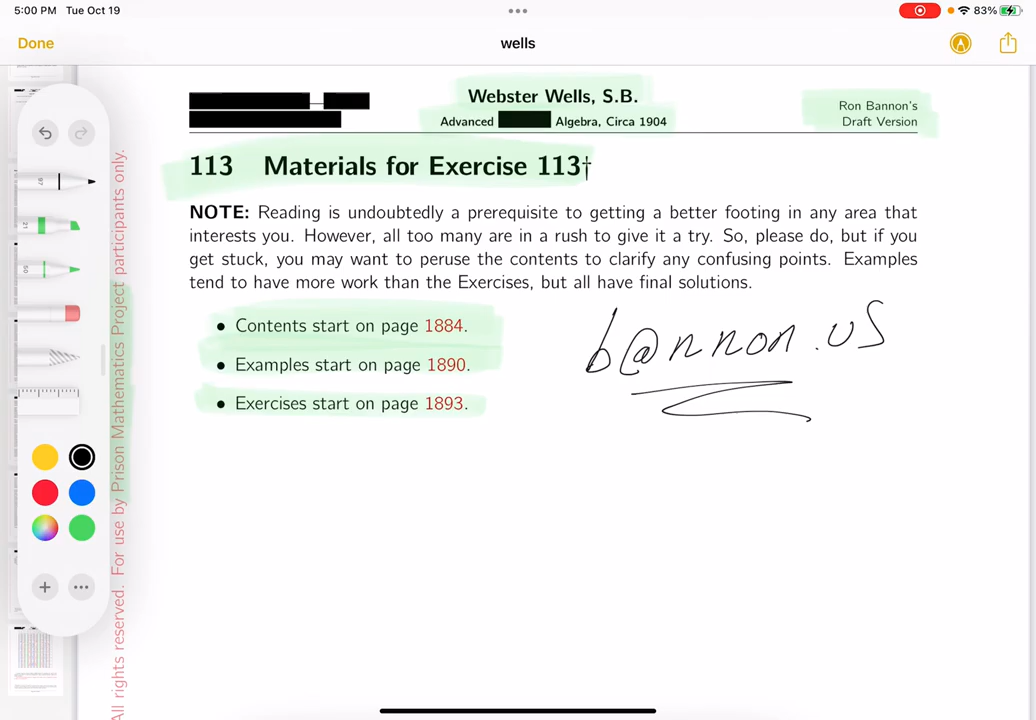 5:00 PM Tue Oct 19
83%
Done
wells
Webster Wells, S.B.
Advanced Algebra, Circa 1904
Ron Bannon's
Draft Version
113 Materials for Exercise 113†
NOTE: Reading is undoubtedly a prerequisite to getting a better footing in any area that
interests you. However, all too many are in a rush to give it a try. So, please do, but if you
get stuck, you may want to peruse the contents to clarify any confusing points. Examples
tend to have more work than the Exercises, but all have final solutions.
• Contents start on page 1884.
• Examples start on page 1890.
• Exercises start on page 1893.
b@nnon.us
All rights reserved. For use by Prison Mathematics Project participants only.
97
21
50